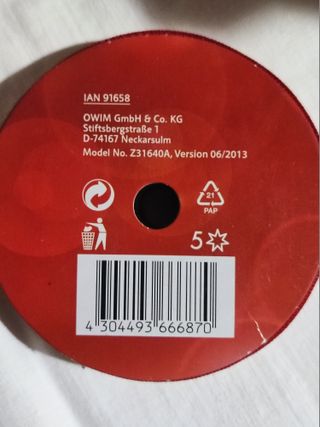 IAN 91658
OWIM GmbH & Co. KG
Stiftsbergstraße 1
D-74167 Neckarsulm
Model No. Z31640A, Version 06/2013
21
PAP
5
4 304493 666870